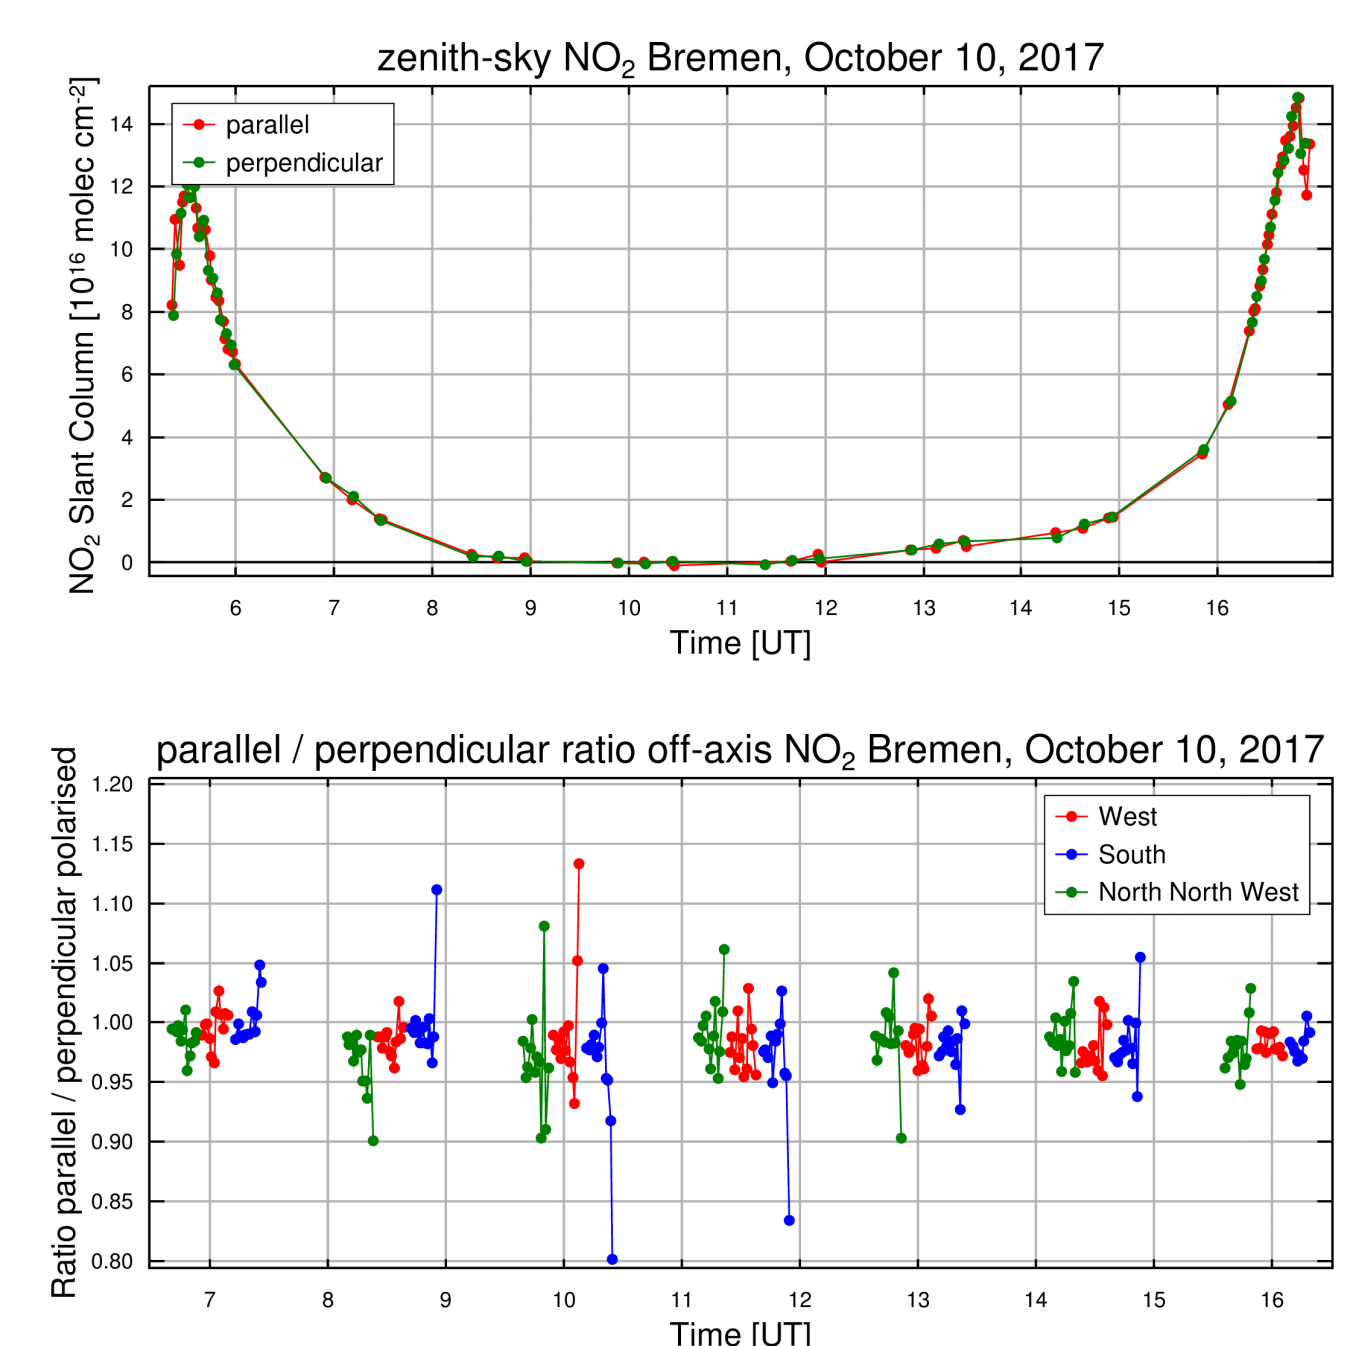 zenith-sky NO2 Bremen, October 10, 2017
NO2 Slant Column [10^16 molec cm^-2]
14
12
10
8
6
4
2
0
parallel
perpendicular
6 7 8 9 10 11 12 13 14 15 16
Time [UT]
parallel / perpendicular ratio off-axis NO2 Bremen, October 10, 2017
Ratio parallel / perpendicular polarised
1.20
1.15
1.10
1.05
1.00
0.95
0.90
0.85
0.80
West
South
North North West
7 8 9 10 11 12 13 14 15 16
Time [UT]